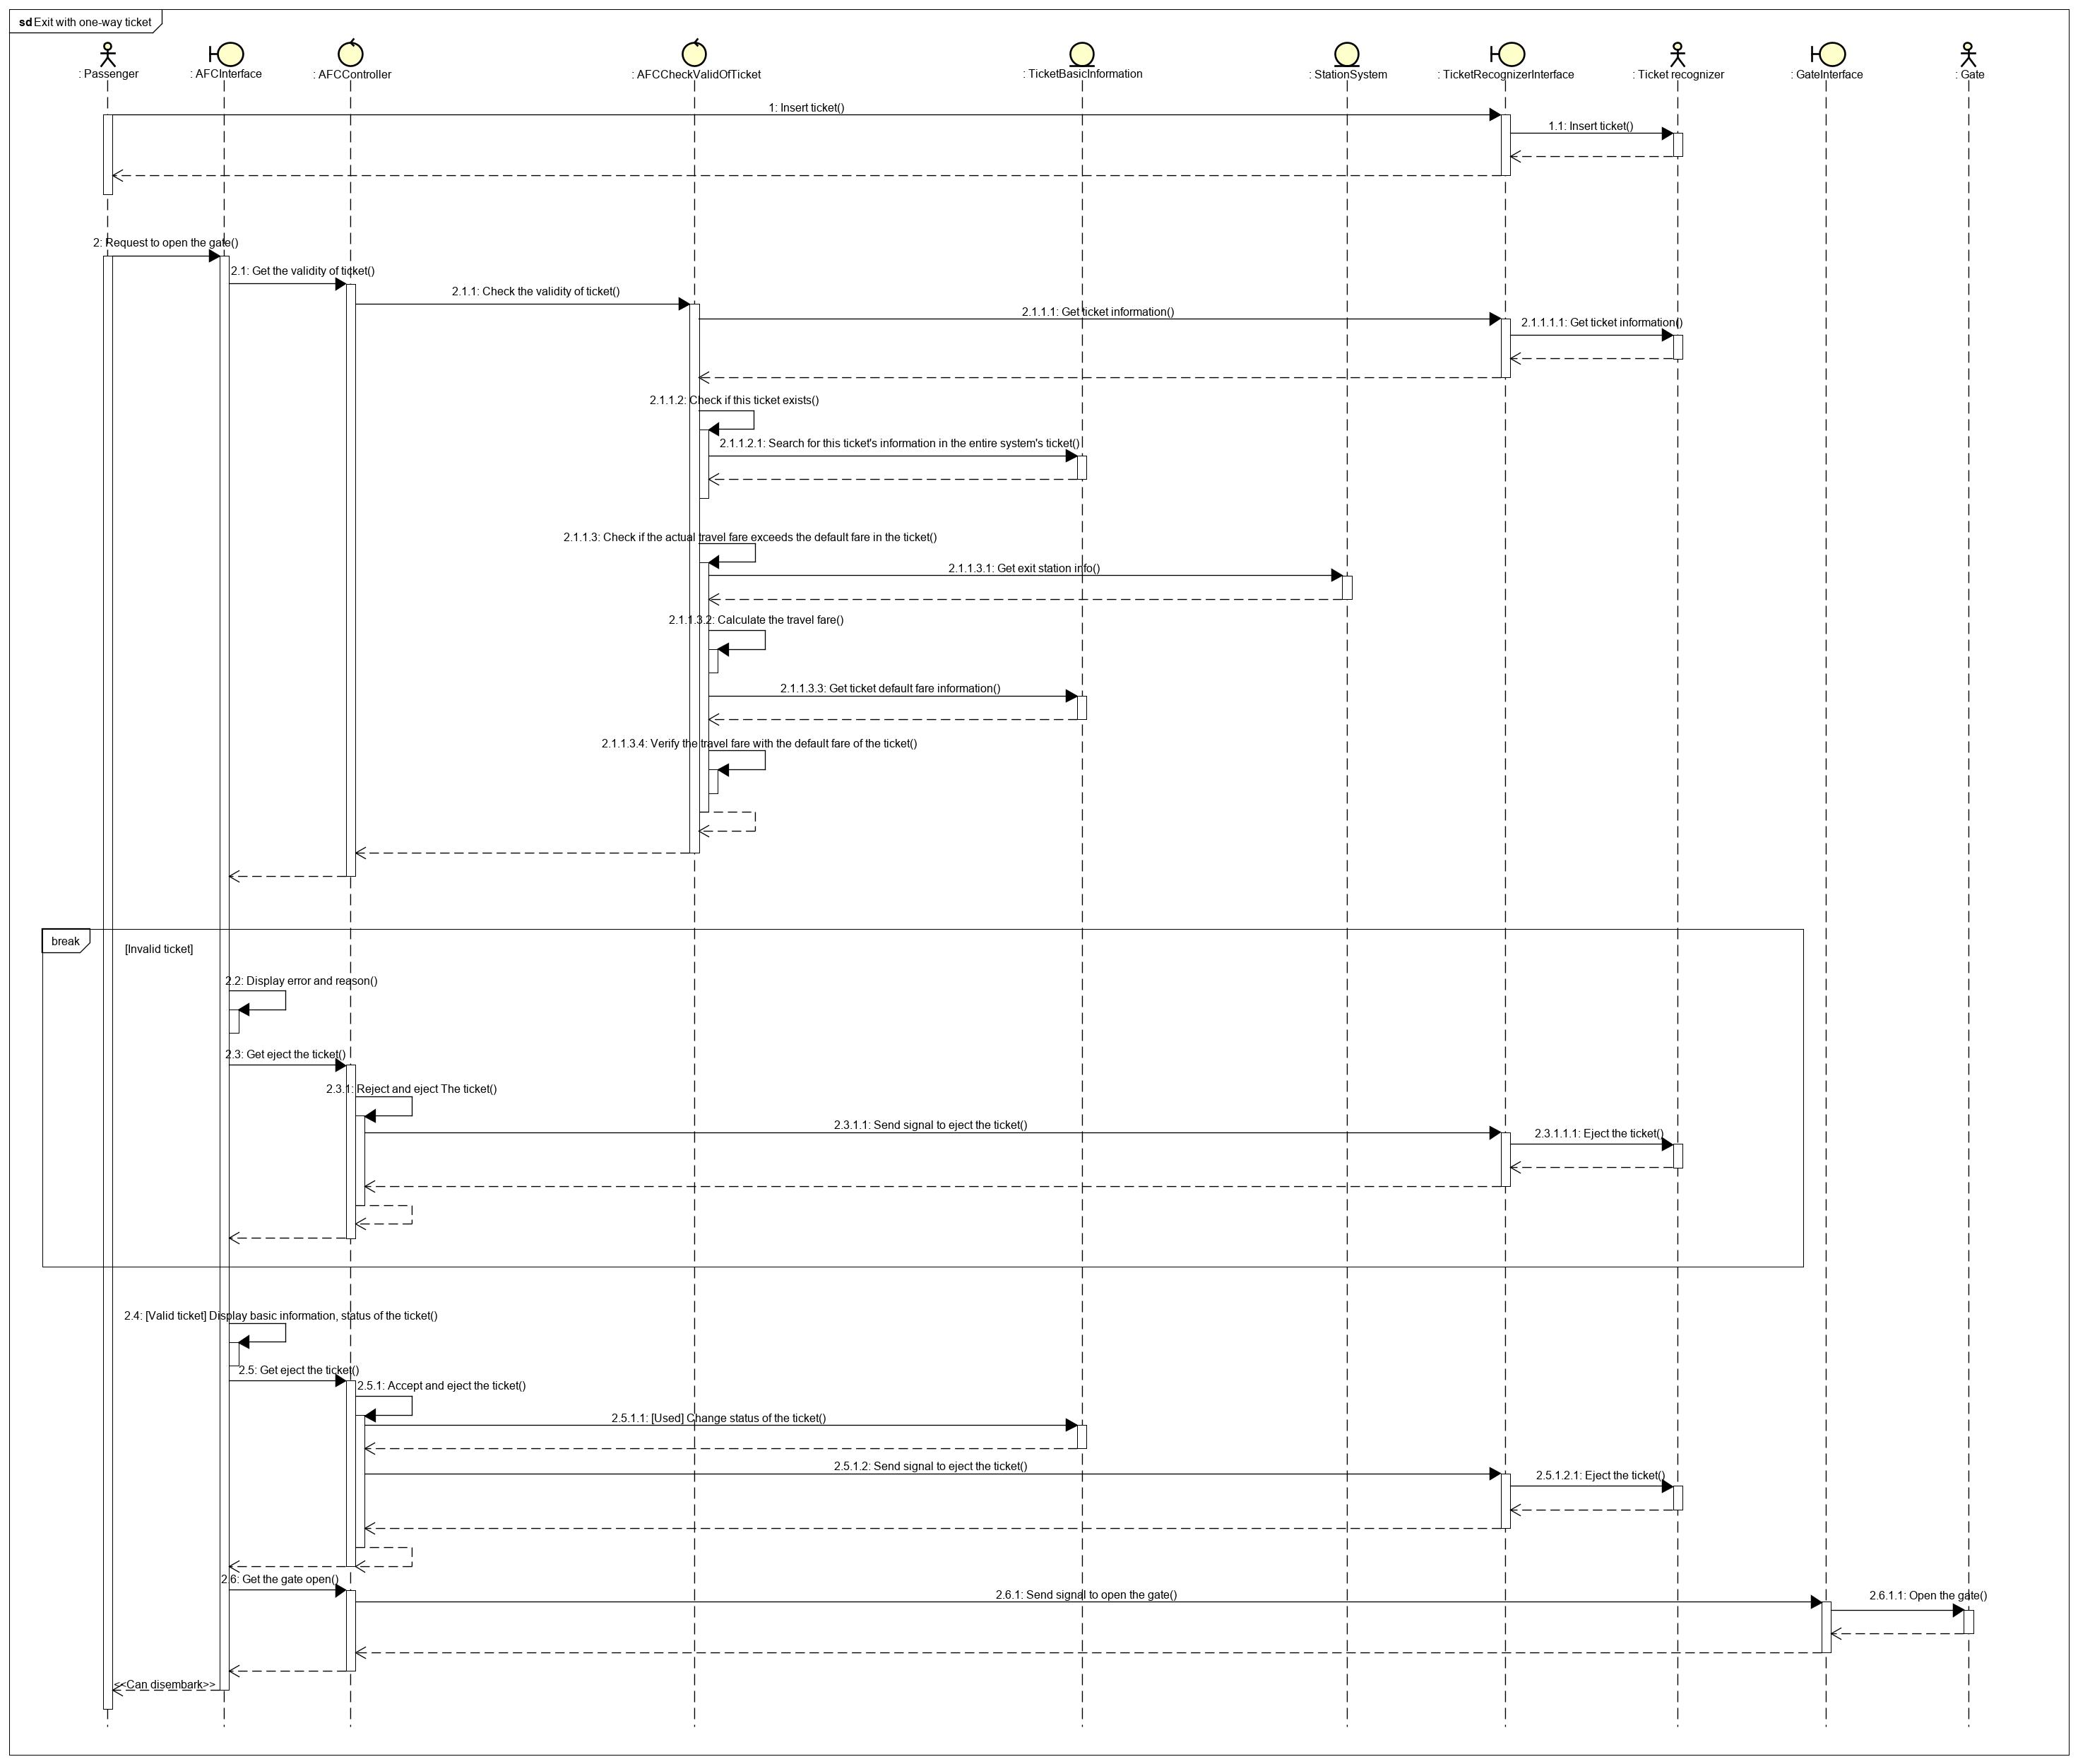 sd Exit with one-way ticket
: Passenger
: AFCInterface
: AFCController
: AFCCheckValidOfTicket
: TicketBasicInformation
: StationSystem
: TicketRecognizerInterface
: Ticket recognizer
: GateInterface
: Gate
1: Insert ticket()
1.1: Insert ticket()
2: Request to open the gate()
2.1: Get the validity of ticket()
2.1.1: Check the validity of ticket()
2.1.1.1: Get ticket information()
2.1.1.1.1: Get ticket information()
2.1.1.2: Check if this ticket exists()
2.1.1.2.1: Search for this ticket's information in the entire system's ticket()
2.1.1.3: Check if the actual travel fare exceeds the default fare in the ticket()
2.1.1.3.1: Get exit station info()
2.1.1.3.2: Calculate the travel fare()
2.1.1.3.3: Get ticket default fare information()
2.1.1.3.4: Verify the travel fare with the default fare of the ticket()
break
[Invalid ticket]
2.2: Display error and reason()
2.3: Get eject the ticket()
2.3.1: Reject and eject The ticket()
2.3.1.1: Send signal to eject the ticket()
2.3.1.1.1: Eject the ticket()
2.4: [Valid ticket] Display basic information, status of the ticket()
2.5: Get eject the ticket()
2.5.1: Accept and eject the ticket()
2.5.1.1: [Used] Change status of the ticket()
2.5.1.2: Send signal to eject the ticket()
2.5.1.2.1: Eject the ticket()
2.6: Get the gate open()
2.6.1: Send signal to open the gate()
2.6.1.1: Open the gate()
<<Can disembark>>